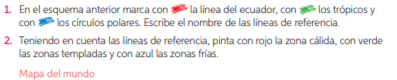 1. En el esquema anterior marca con la línea del ecuador, con los trópicos y
con los círculos polares. Escribe el nombre de las líneas de referencia.
2. Teniendo en cuenta las líneas de referencia, pinta con rojo la zona cálida, con verde
las zonas templadas y con azul las zonas frías.
Mapa del mundo